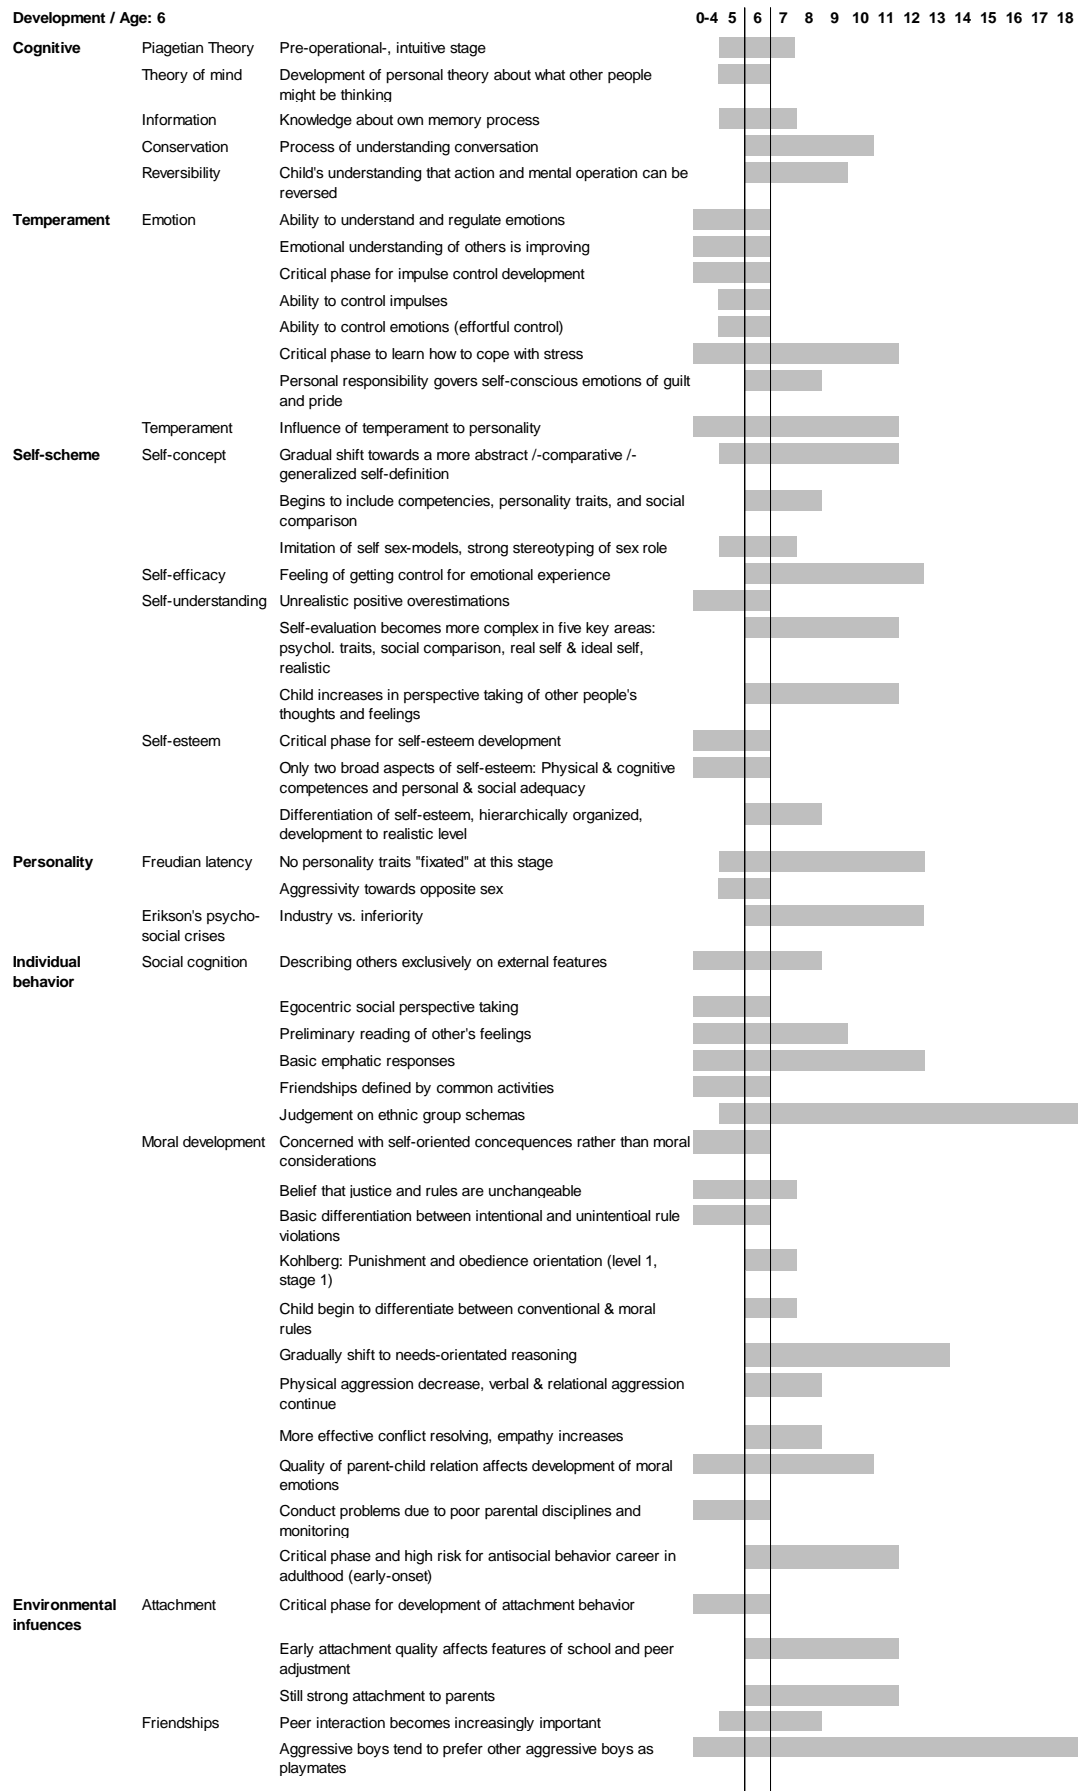 Development / Age: 6 0-4 5 6 7 8 9 10 11 12 13 14 15 16 17 18
Cognitive Piagetian Theory Pre-operational-, intuitive stage
Theory of mind Development of personal theory about what other people
might be thinking
Information Knowledge about own memory process
Conservation Process of understanding conversation
Reversibility Child's understanding that action and mental operation can be
reversed
Temperament Emotion Ability to understand and regulate emotions
Emotional understanding of others is improving
Critical phase for impulse control development
Ability to control impulses
Ability to control emotions (effortful control)
Critical phase to learn how to cope with stress
Personal responsibility govers self-conscious emotions of guilt
and pride
Temperament Influence of temperament to personality
Self-scheme Self-concept Gradual shift towards a more abstract /-comparative /-
generalized self-definition
Begins to include competencies, personality traits, and social
comparison
Imitation of self sex-models, strong stereotyping of sex role
Self-efficacy Feeling of getting control for emotional experience
Self-understanding Unrealistic positive overestimations
Self-evaluation becomes more complex in five key areas:
psychol. traits, social comparison, real self & ideal self,
realistic
Child increases in perspective taking of other people's
thoughts and feelings
Self-esteem Critical phase for self-esteem development
Only two broad aspects of self-esteem: Physical & cognitive
competences and personal & social adequacy
Differentiation of self-esteem, hierarchically organized,
development to realistic level
Personality Freudian latency No personality traits "fixated" at this stage
Aggressivity towards opposite sex
Erikson's psycho- Industry vs. inferiority
social crises
Individual Social cognition Describing others exclusively on external features
behavior
Egocentric social perspective taking
Preliminary reading of other's feelings
Basic emphatic responses
Friendships defined by common activities
Judgement on ethnic group schemas
Moral development Concerned with self-oriented concequences rather than moral
considerations
Belief that justice and rules are unchangeable
Basic differentiation between intentional and unintentioal rule
violations
Kohlberg: Punishment and obedience orientation (level 1,
stage 1)
Child begin to differentiate between conventional & moral
rules
Gradually shift to needs-orientated reasoning
Physical aggression decrease, verbal & relational aggression
continue
More effective conflict resolving, empathy increases
Quality of parent-child relation affects development of moral
emotions
Conduct problems due to poor parental disciplines and
monitoring
Critical phase and high risk for antisocial behavior career in
adulthood (early-onset)
Environmental Attachment Critical phase for development of attachment behavior
infuences
Early attachment quality affects features of school and peer
adjustment
Still strong attachment to parents
Friendships Peer interaction becomes increasingly important
Aggressive boys tend to prefer other aggressive boys as
playmates